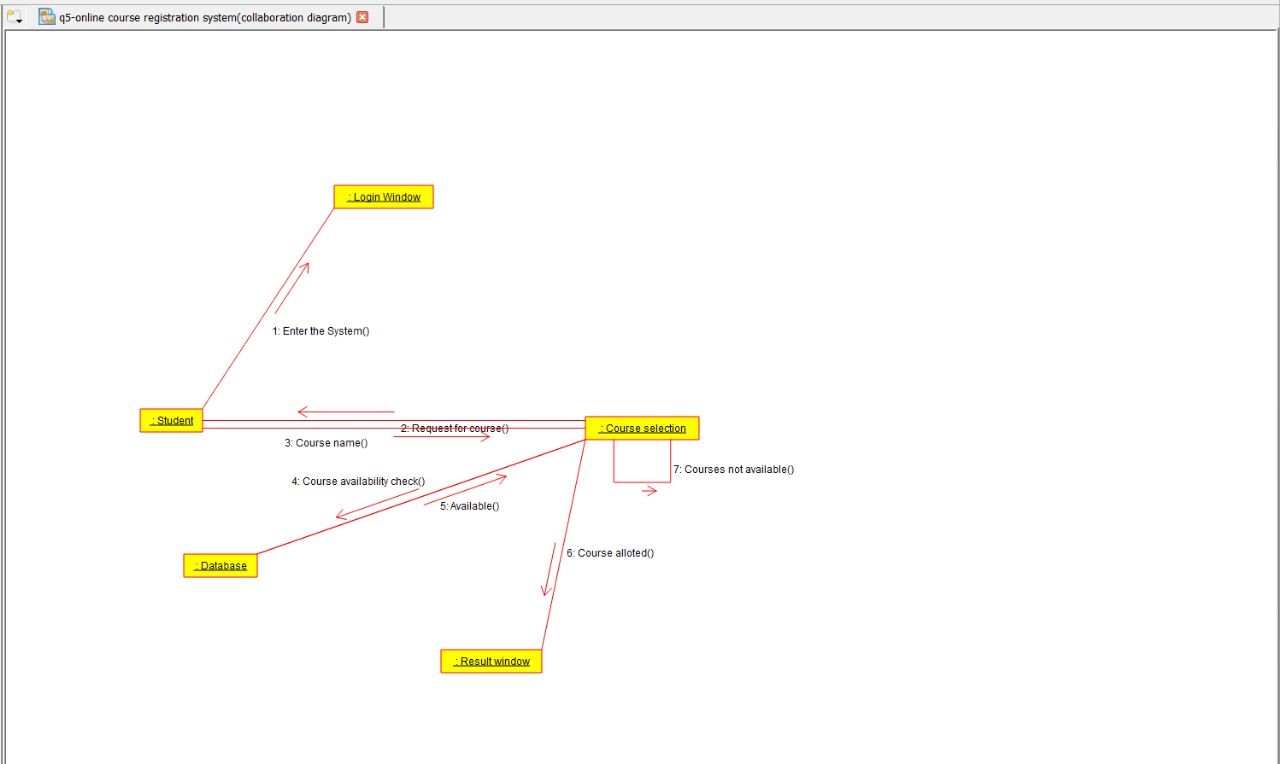 q5-online course registration system(collaboration diagram)
: Login Window
1: Enter the System()
: Student
2: Request for course()
: Course selection
3: Course name()
7: Courses not available()
4: Course availability check()
5: Available()
6: Course alloted()
: Database
: Result window